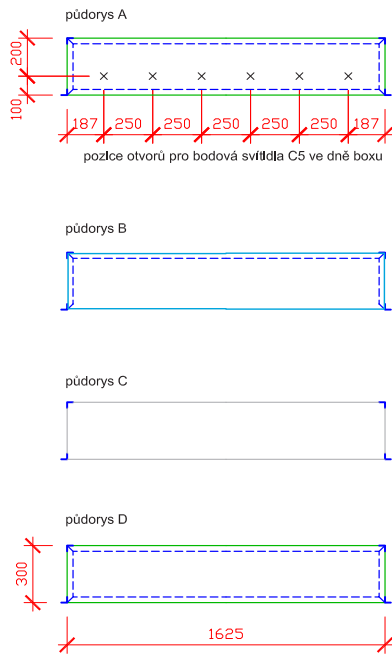 půdorys A
200
100
187 250 250 250 250 250 187
pozice otvorů pro bodová svítidla C5 ve dně boxu
půdorys B
půdorys C
půdorys D
300
1625